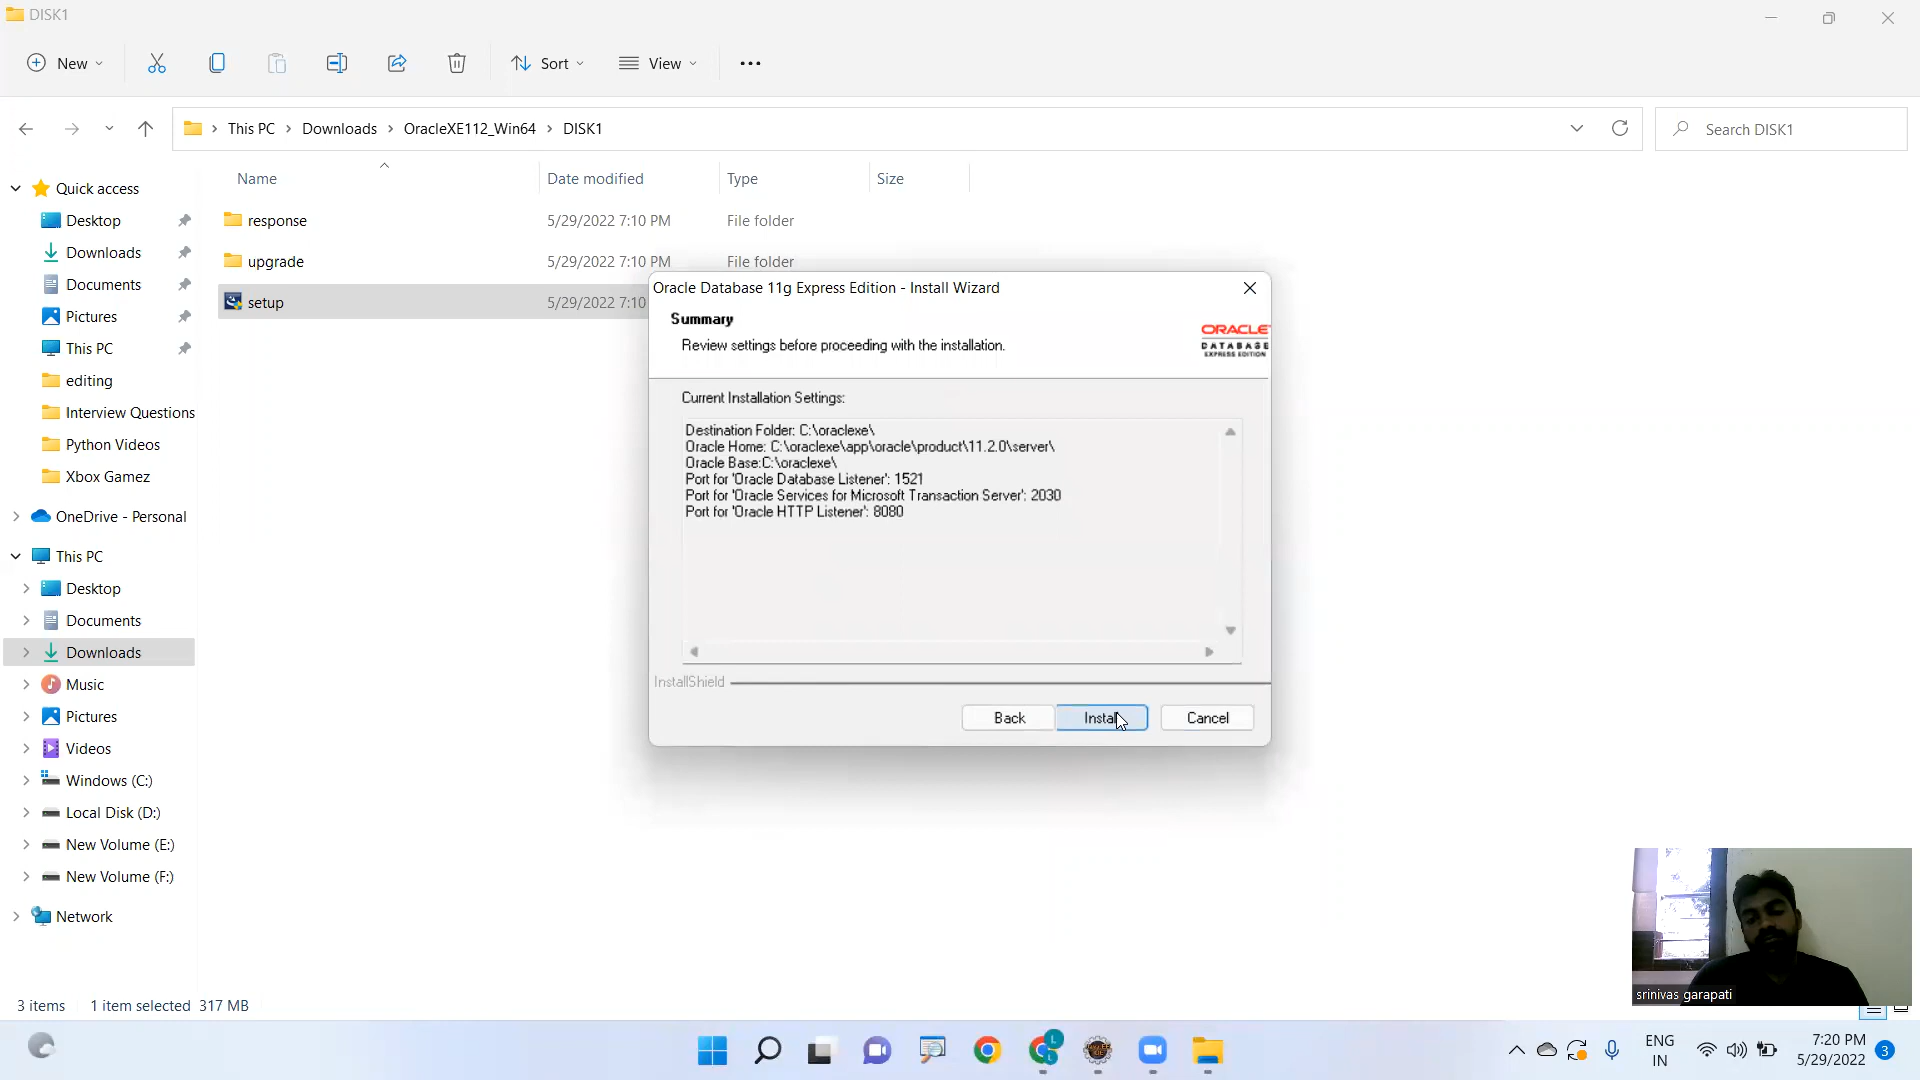 DISK1
New
Sort
View
This PC
Downloads
OracleXE112_Win64
DISK1
Search DISK1
Name
Date modified
Type
Size
Quick access
Desktop
Downloads
Documents
Pictures
This PC
editing
Interview Questions
Python Videos
Xbox Gamez
OneDrive - Personal
This PC
Desktop
Documents
Downloads
Music
Pictures
Videos
Windows (C:)
Local Disk (D:)
New Volume (E:)
New Volume (F:)
Network
response 5/29/2022 7:10 PM File folder
upgrade 5/29/2022 7:10 PM File folder
setup 5/29/2022 7:10
Oracle Database 11g Express Edition - Install Wizard
Summary
Review settings before proceeding with the installation.
ORACLE
DATABASE
EXPRESS EDITION
Current Installation Settings:
Destination Folder: C:\oraclexe\
Oracle Home: C:\oraclexe\app\oracle\product\11.2.0\server\
Oracle Base:C:\oraclexe\
Port for 'Oracle Database Listener': 1521
Port for 'Oracle Services for Microsoft Transaction Server': 2030
Port for 'Oracle HTTP Listener': 8080
InstallShield
Back
Install
Cancel
srinivas garapati
3 items 1 item selected 317 MB
ENG
IN
7:20 PM
5/29/2022
3